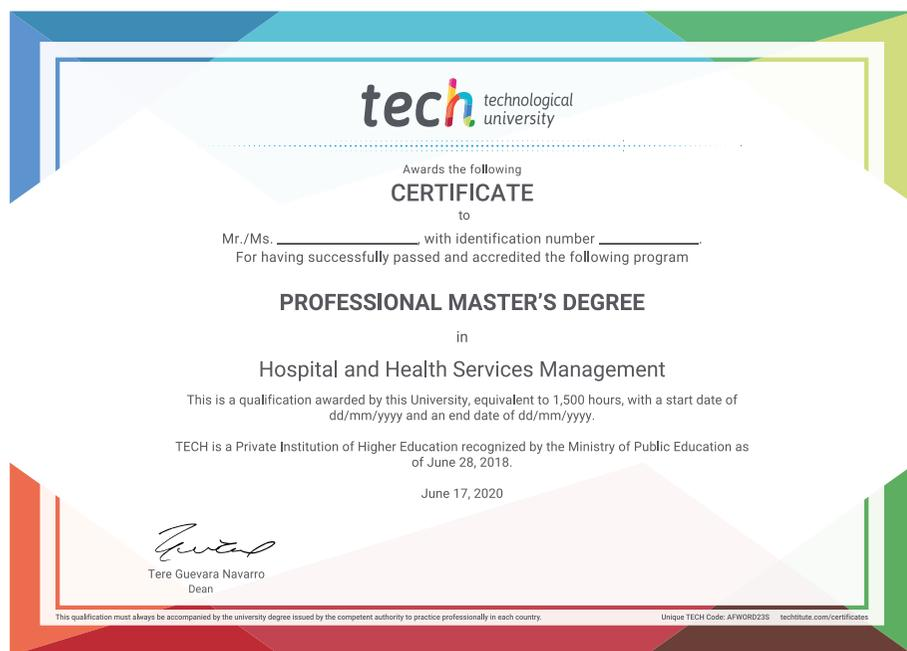 tech technological
university
Awards the following
CERTIFICATE
to
Mr./Ms. ____________________, with identification number ______________.
For having successfully passed and accredited the following program
PROFESSIONAL MASTER’S DEGREE
in
Hospital and Health Services Management
This is a qualification awarded by this University, equivalent to 1,500 hours, with a start date of
dd/mm/yyyy and an end date of dd/mm/yyyy.
TECH is a Private Institution of Higher Education recognized by the Ministry of Public Education as
of June 28, 2018.
June 17, 2020
Tere Guevara Navarro
Dean
This qualification must always be accompanied by the university degree issued by the competent authority to practice professionally in each country.
Unique TECH Code: AFWORD23S techtitute.com/certificates